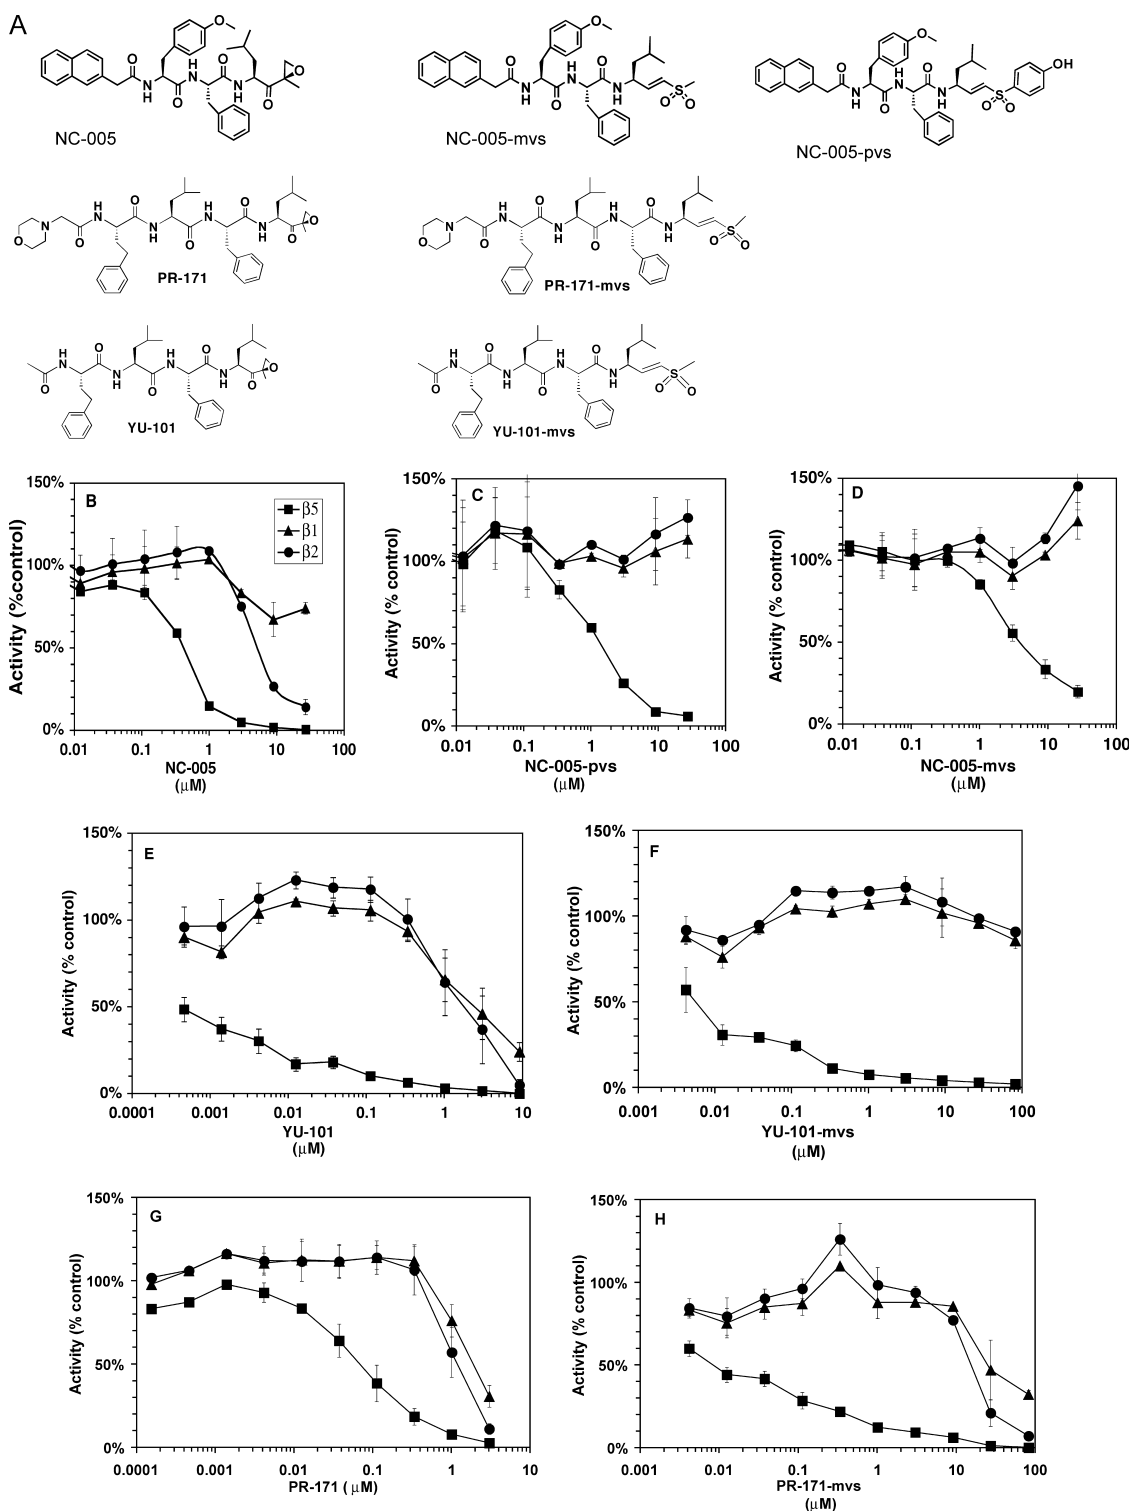 A
NC-005
NC-005-mvs
NC-005-pvs
PR-171
PR-171-mvs
YU-101
YU-101-mvs
B
β5
β1
β2
150%
100%
50%
0%
Activity (%control)
0.01 0.1 1 10 100
NC-005
(μM)
C
150%
100%
50%
0%
Activity (% control)
0.01 0.1 1 10 100
NC-005-pvs
(μM)
D
150%
100%
50%
0%
Activity (% control)
0.01 0.1 1 10 100
NC-005-mvs
(μM)
E
150%
100%
50%
0%
Activity (% control)
0.0001 0.001 0.01 0.1 1 10
YU-101
(μM)
F
150%
100%
50%
0%
Activity (% control)
0.001 0.01 0.1 1 10 100
YU-101-mvs
(μM)
G
150%
100%
50%
0%
Activity (% control)
0.0001 0.001 0.01 0.1 1 10
PR-171 ( μM)
H
150%
100%
50%
0%
Activity (% control)
0.001 0.01 0.1 1 10 100
PR-171-mvs
(μM)